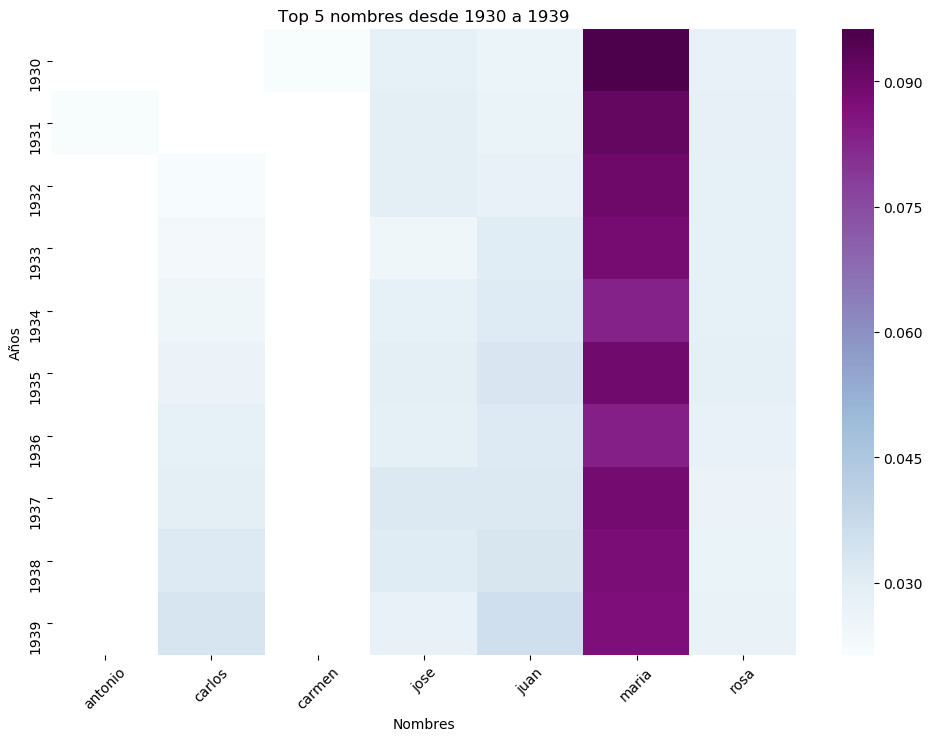 Top 5 nombres desde 1930 a 1939
Años
1930
1931
1932
1933
1934
1935
1936
1937
1938
1939
antonio
carlos
carmen
jose
juan
maria
rosa
Nombres
0.090
0.075
0.060
0.045
0.030